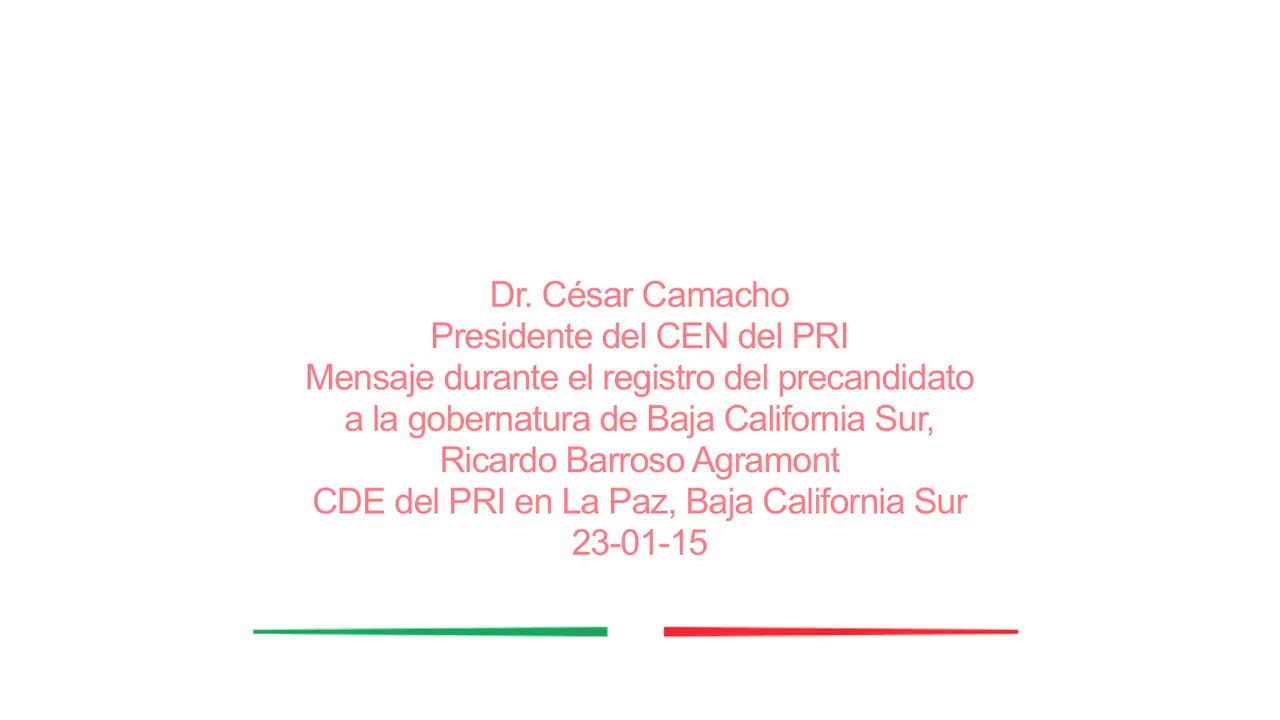 Dr. César Camacho
Presidente del CEN del PRI
Mensaje durante el registro del precandidato
a la gobernatura de Baja California Sur,
Ricardo Barroso Agramont
CDE del PRI en La Paz, Baja California Sur
23-01-15